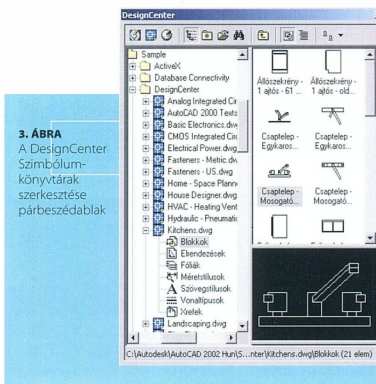 DesignCenter
3. ÁBRA
A DesignCenter
Szimbólum-
könyvtárak
szerkesztése
párbeszédablak
Sample
ActiveX
Database Connectivity
DesignCenter
Analog Integrated Cir
AutoCAD 2000 Texts
Basic Electronics.dwg
CMOS Integrated Circ
Electrical Power.dwg
Fasteners - Metric.dw
Fasteners - US.dwg
Home - Space Planne
House Designer.dwg
HVAC - Heating Vent
Hydraulic - Pneumatic
Kitchens.dwg
Blokkok
Elrendezések
Fóliák
Méretstílusok
Szövegstílusok
Vonaltípusok
Xrefek
Landscaping.dwg
Állószekrény -
1 ajtós - 61 ...
Állószekrény -
1 ajtós - old...
Csaptelep -
Egykaros...
Csaptelep -
Egykaros...
Csaptelep -
Mosogató...
Csaptelep -
Mosogató...
C:\Autodesk\AutoCAD 2002 Hun\S...nter\Kitchens.dwg\Blokkok (21 elem)